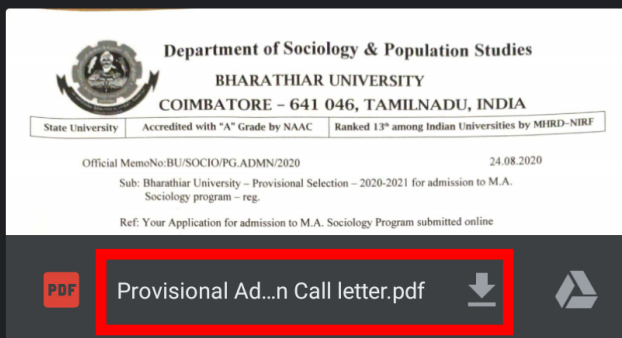 Department of Sociology & Population Studies
BHARATHIAR UNIVERSITY
COIMBATORE – 641 046, TAMILNADU, INDIA
State University Accredited with "A" Grade by NAAC Ranked 13th among Indian Universities by MHRD-NIRF
Official MemoNo:BU/SOCIO/PG.ADMN/2020 24.08.2020
Sub: Bharathiar University – Provisional Selection – 2020-2021 for admission to M.A.
Sociology program – reg.
Ref: Your Application for admission to M.A. Sociology Program submitted online
PDF Provisional Ad...n Call letter.pdf